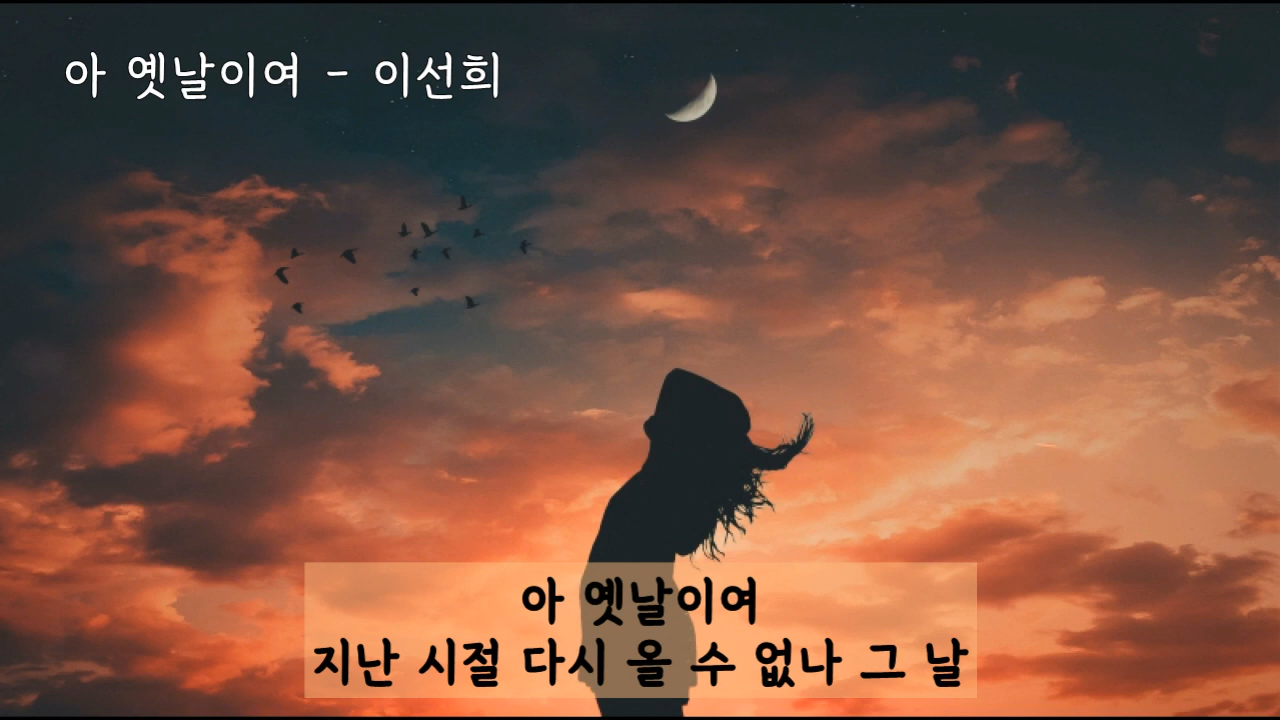 아 옛날이여 - 이선희
아 옛날이여
지난 시절 다시 올 수 없나 그 날